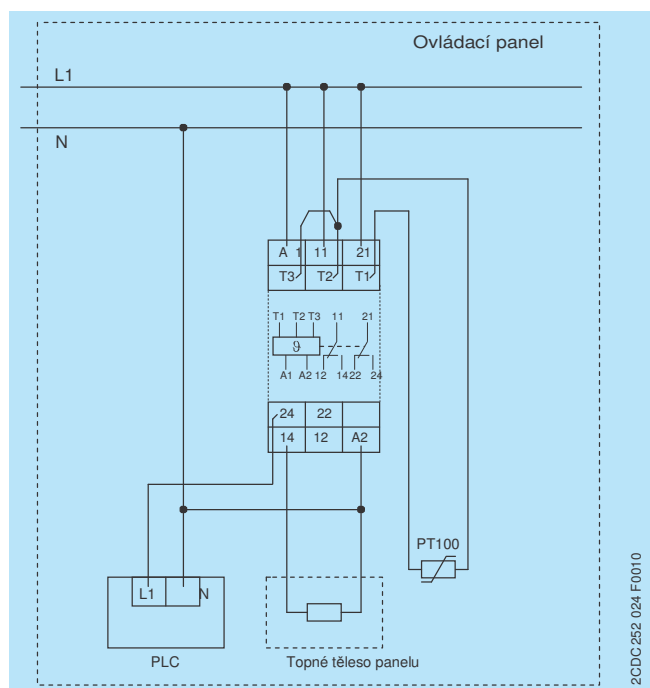 Ovládací panel
L1
N
A 1 11 21
T3 T2 T1
T1 T2 T3 11 21
ϑ
A1 A2 12 14 22 24
24 22
14 12 A2
PT100
L1 N
PLC
Topné těleso panelu
2CDC 252 024 F0010